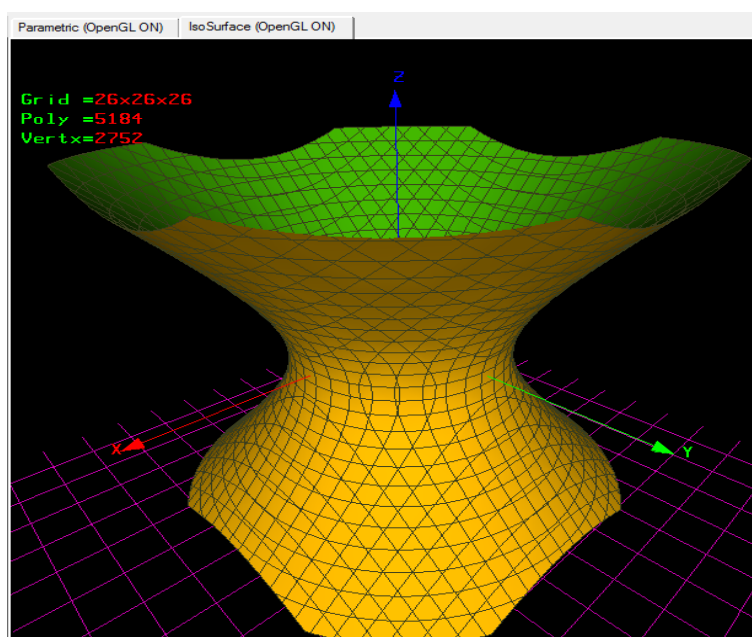 Parametric (OpenGL ON) IsoSurface (OpenGL ON)
Z
Grid =26x26x26
Poly =5184
Vertx=2752
X
Y